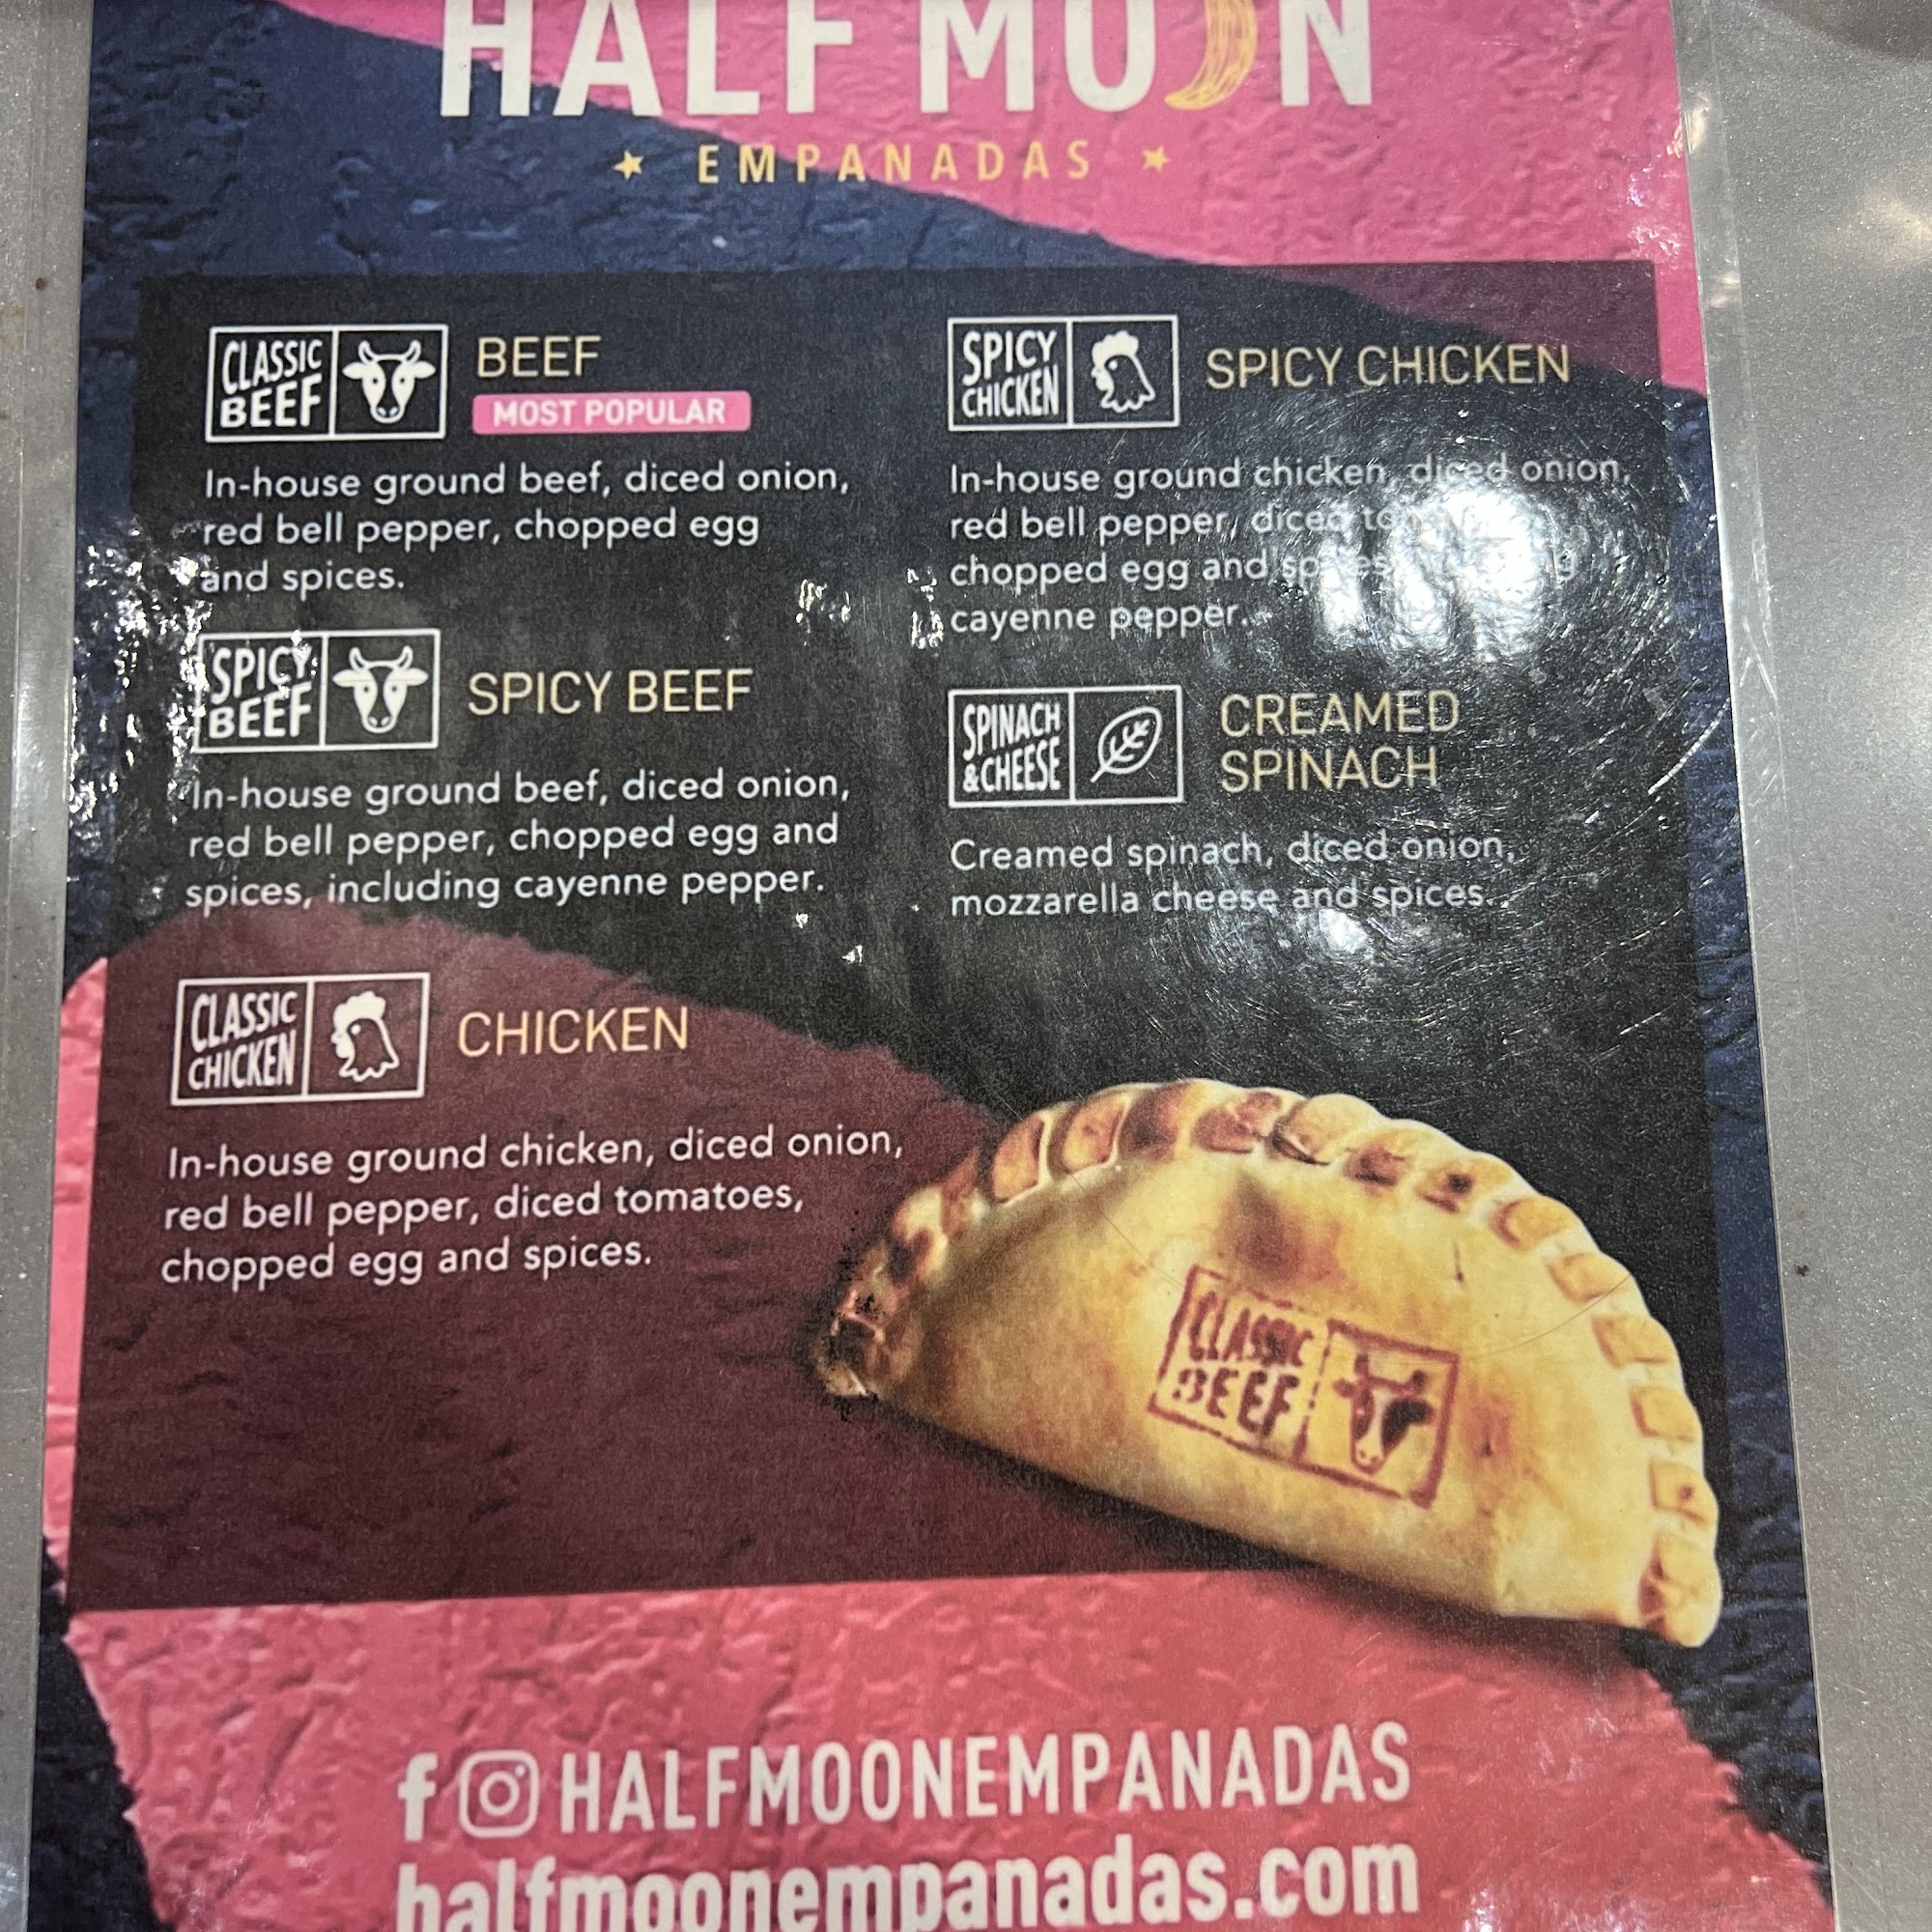 HALF MOON
EMPANADAS
CLASSIC
BEEF
BEEF
MOST POPULAR
In-house ground beef, diced onion,
red bell pepper, chopped egg
and spices.
SPICY
BEEF
SPICY BEEF
In-house ground beef, diced onion,
red bell pepper, chopped egg and
spices, including cayenne pepper.
CLASSIC
CHICKEN
CHICKEN
In-house ground chicken, diced onion,
red bell pepper, diced tomatoes,
chopped egg and spices.
SPICY
CHICKEN
SPICY CHICKEN
In-house ground chicken, diced onion,
red bell pepper, diced
chopped egg and spices
cayenne pepper.
SPINACH
&CHEESE
CREAMED
SPINACH
Creamed spinach, diced onion,
mozzarella cheese and spices.
CLASSIC
BEEF
HALFMOONEMPANADAS
halfmoonempanadas.com